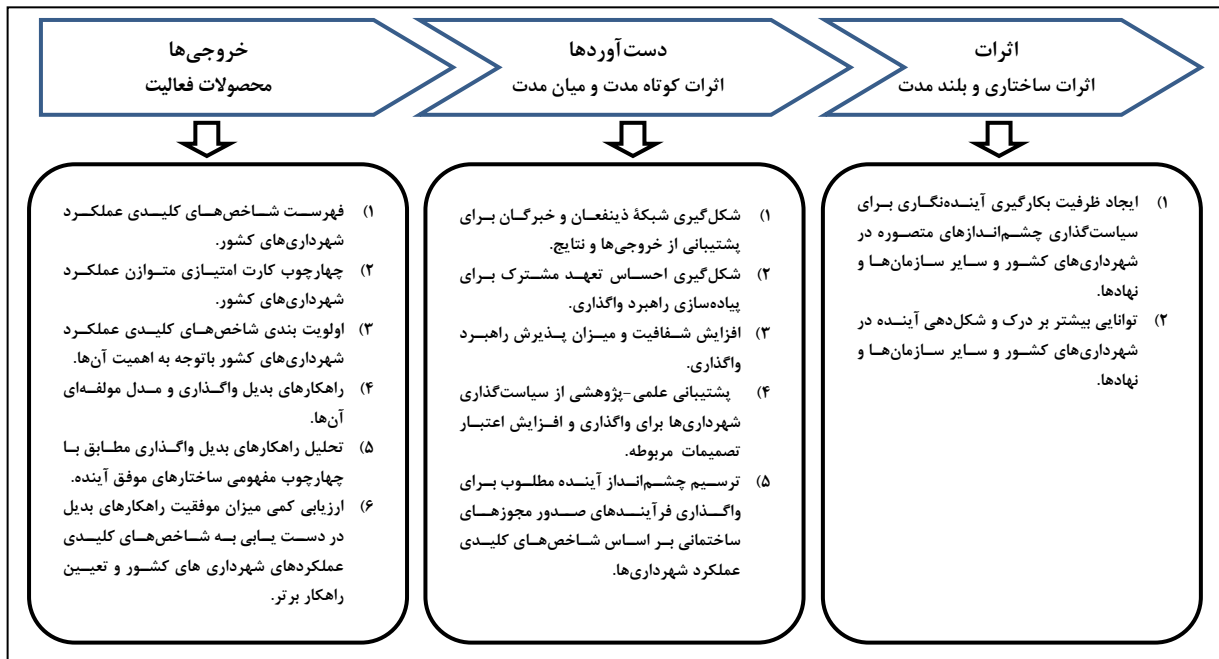 خروجی‌ها
محصولات فعالیت
دست‌آوردها
اثرات کوتاه مدت و میان مدت
اثرات
اثرات ساختاری و بلند مدت
۱) فهرست شاخص‌های کلیدی عملکرد
شهرداری‌های کشور.
۲) چهارچوب کارت امتیازی متوازن عملکرد
شهرداری‌های کشور.
۳) اولویت بندی شاخص‌های کلیدی عملکرد
شهرداری‌های کشور باتوجه به اهمیت آن‌ها.
۴) راهکارهای بدیل واگذاری و مدل مولفه‌ای
آن‌ها.
۵) تحلیل راهکارهای بدیل واگذاری مطابق با
چهارچوب مفهومی ساختارهای موفق آینده.
۶) ارزیابی کمی میزان موفقیت راهکارهای بدیل
در دست یابی به شاخص‌های کلیدی
عملکردهای شهرداری های کشور و تعیین
راهکار برتر.
۱) شکل‌گیری شبکهٔ ذینفعان و خبرگان برای
پشتیبانی از خروجی‌ها و نتایج.
۲) شکل‌گیری احساس تعهد مشترک برای
پیاده‌سازی راهبرد واگذاری.
۳) افزایش شفافیت و میزان پذیرش راهبرد
واگذاری.
۴) پشتیبانی علمی-پژوهشی از سیاست‌گذاری
شهرداری‌ها برای واگذاری و افزایش اعتبار
تصمیمات مربوطه.
۵) ترسیم چشم‌انداز آینده مطلوب برای
واگذاری فرآیندهای صدور مجوزهای
ساختمانی بر اساس شاخص‌های کلیدی
عملکرد شهرداری‌ها.
۱) ایجاد ظرفیت بکارگیری آینده‌نگاری برای
سیاست‌گذاری چشم‌اندازهای متصوره در
شهرداری‌های کشور و سایر سازمان‌ها و
نهادها.
۲) توانایی بیشتر بر درک و شکل‌دهی آینده در
شهرداری‌های کشور و سایر سازمان‌ها و
نهادها.